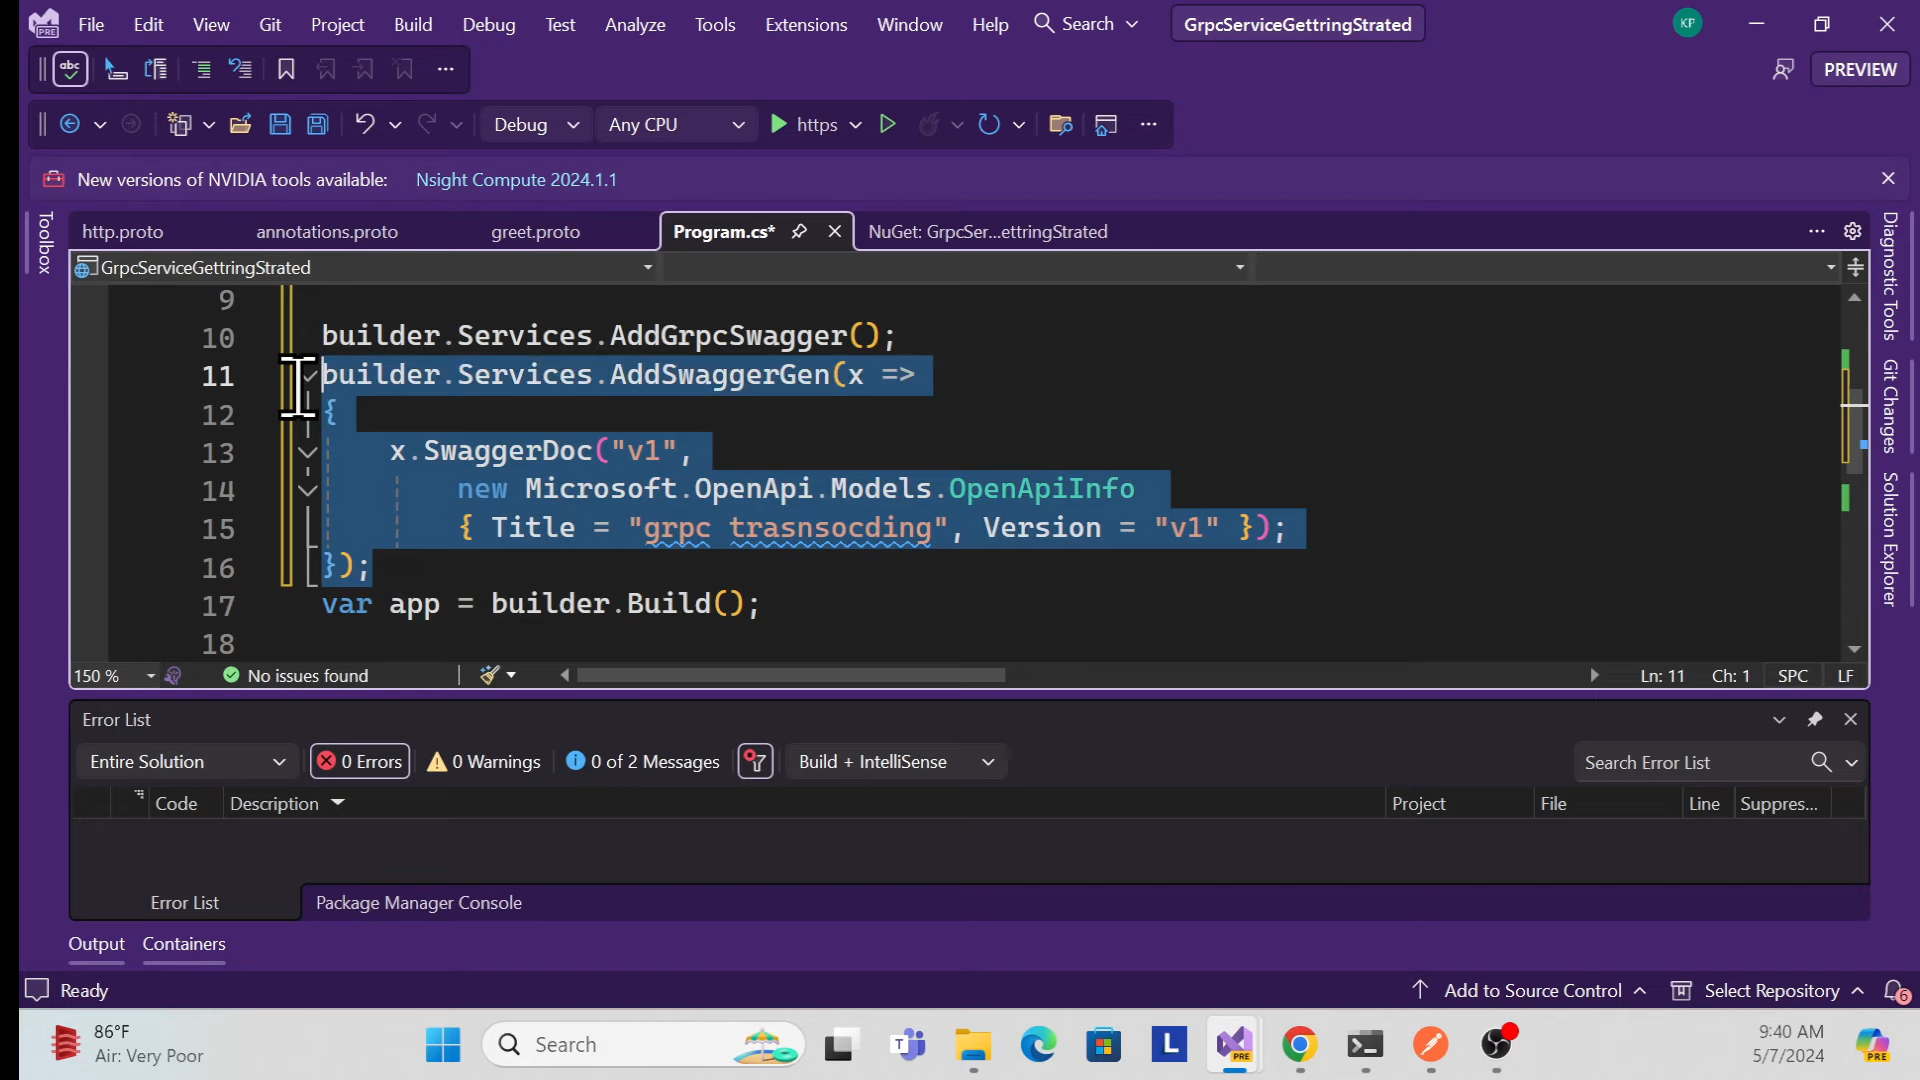 File Edit View Git Project Build Debug Test Analyze Tools Extensions Window Help Search GrpcServiceGettringStrated KP
PRE
abc
PREVIEW
Debug Any CPU https
New versions of NVIDIA tools available: Nsight Compute 2024.1.1
http.proto annotations.proto greet.proto Program.cs* NuGet: GrpcSer...ettringStrated
GrpcServiceGettringStrated
Toolbox
Diagnostic Tools
Git Changes
Solution Explorer
9
10 builder.Services.AddGrpcSwagger();
11 builder.Services.AddSwaggerGen(x =>
12 {
13 x.SwaggerDoc("v1",
14 new Microsoft.OpenApi.Models.OpenApiInfo
15 { Title = "grpc trasnsocding", Version = "v1" });
16 });
17 var app = builder.Build();
18
150 % No issues found Ln: 11 Ch: 1 SPC LF
Error List
Entire Solution 0 Errors 0 Warnings 0 of 2 Messages Build + IntelliSense Search Error List
Code Description Project File Line Suppres...
Error List Package Manager Console
Output Containers
Ready Add to Source Control Select Repository 6
86°F
Air: Very Poor
Search
L
PRE
9:40 AM
5/7/2024
PRE